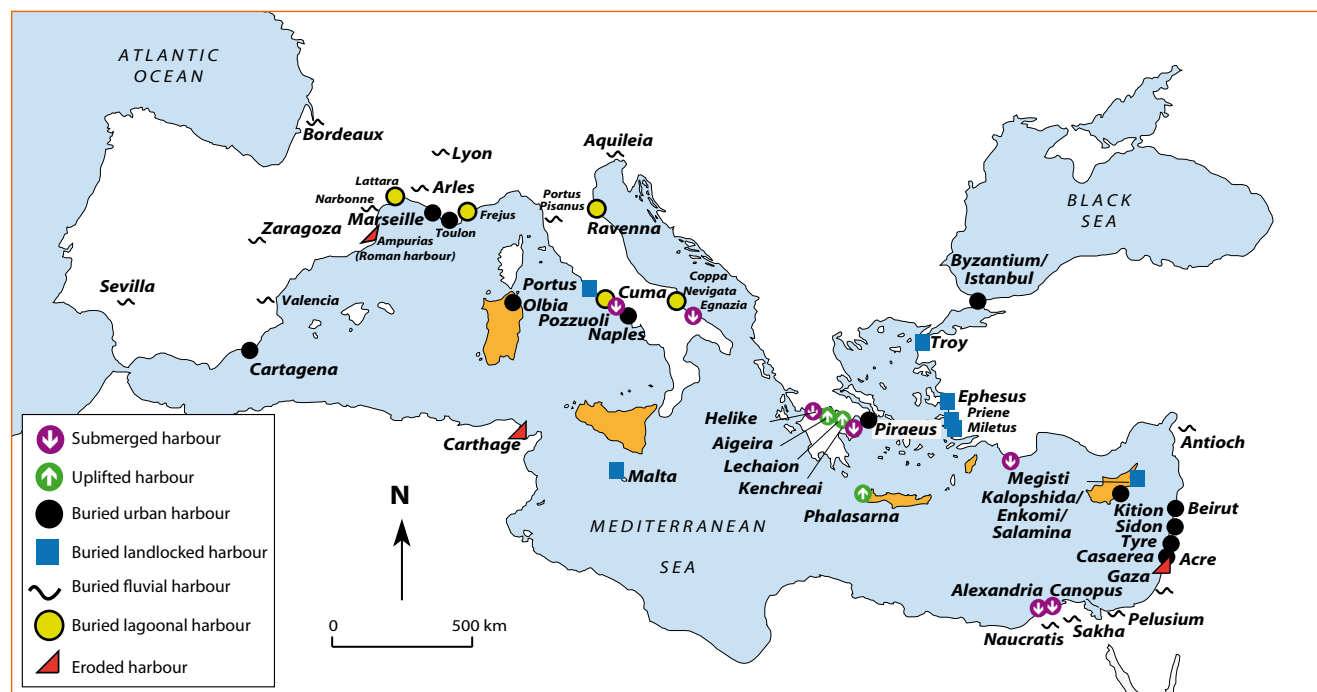 ATLANTIC
OCEAN
Bordeaux
Lyon
Aquileia
Lattara
Arles
Narbonne
Portus
Pisanus
Marseille
Frejus
Toulon
Ravenna
Zaragoza
Ampurias
(Roman harbour)
BLACK
SEA
Byzantium/
Istanbul
Sevilla
Valencia
Coppa
Nevigata
Egnazia
Portus
Cuma
Olbia
Pozzuoli
Naples
Troy
Cartagena
Ephesus
Priene
Miletus
Helike
Aigeira
Piraeus
Lechaion
Kenchreai
Antioch
Carthage
Malta
Megisti
Kalopshida/
Enkomi/
Salamina
Phalasarna
Kition
Beirut
Sidon
Tyre
Casaerea
Acre
Gaza
MEDITERRANEAN
SEA
Alexandria
Canopus
Naucratis
Sakha
Pelusium
N
0
500 km
Submerged harbour
Uplifted harbour
Buried urban harbour
Buried landlocked harbour
Buried fluvial harbour
Buried lagoonal harbour
Eroded harbour